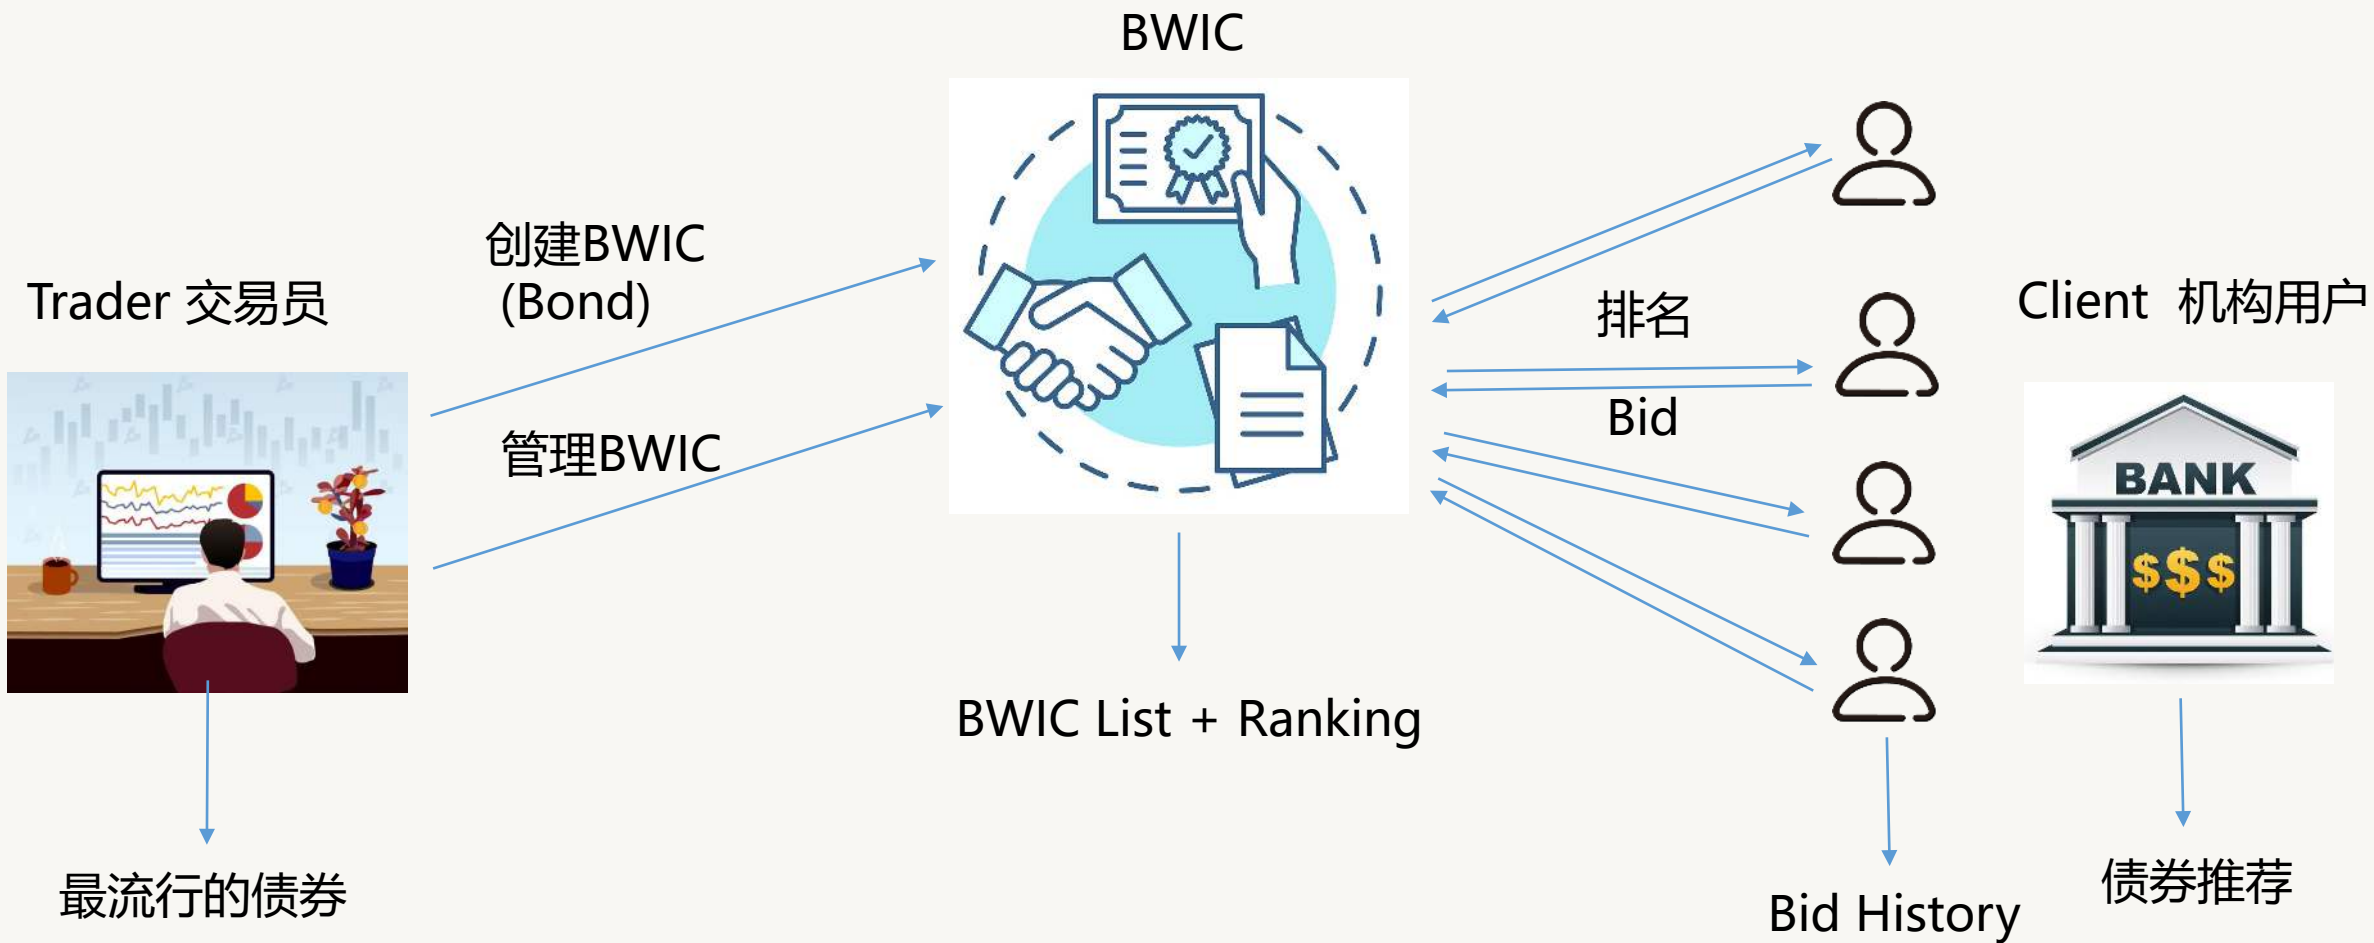 BWIC
创建BWIC
(Bond)
Trader 交易员
管理BWIC
排名
Bid
Client 机构用户
BANK
$$$
BWIC List + Ranking
最流行的债券
Bid History
债券推荐